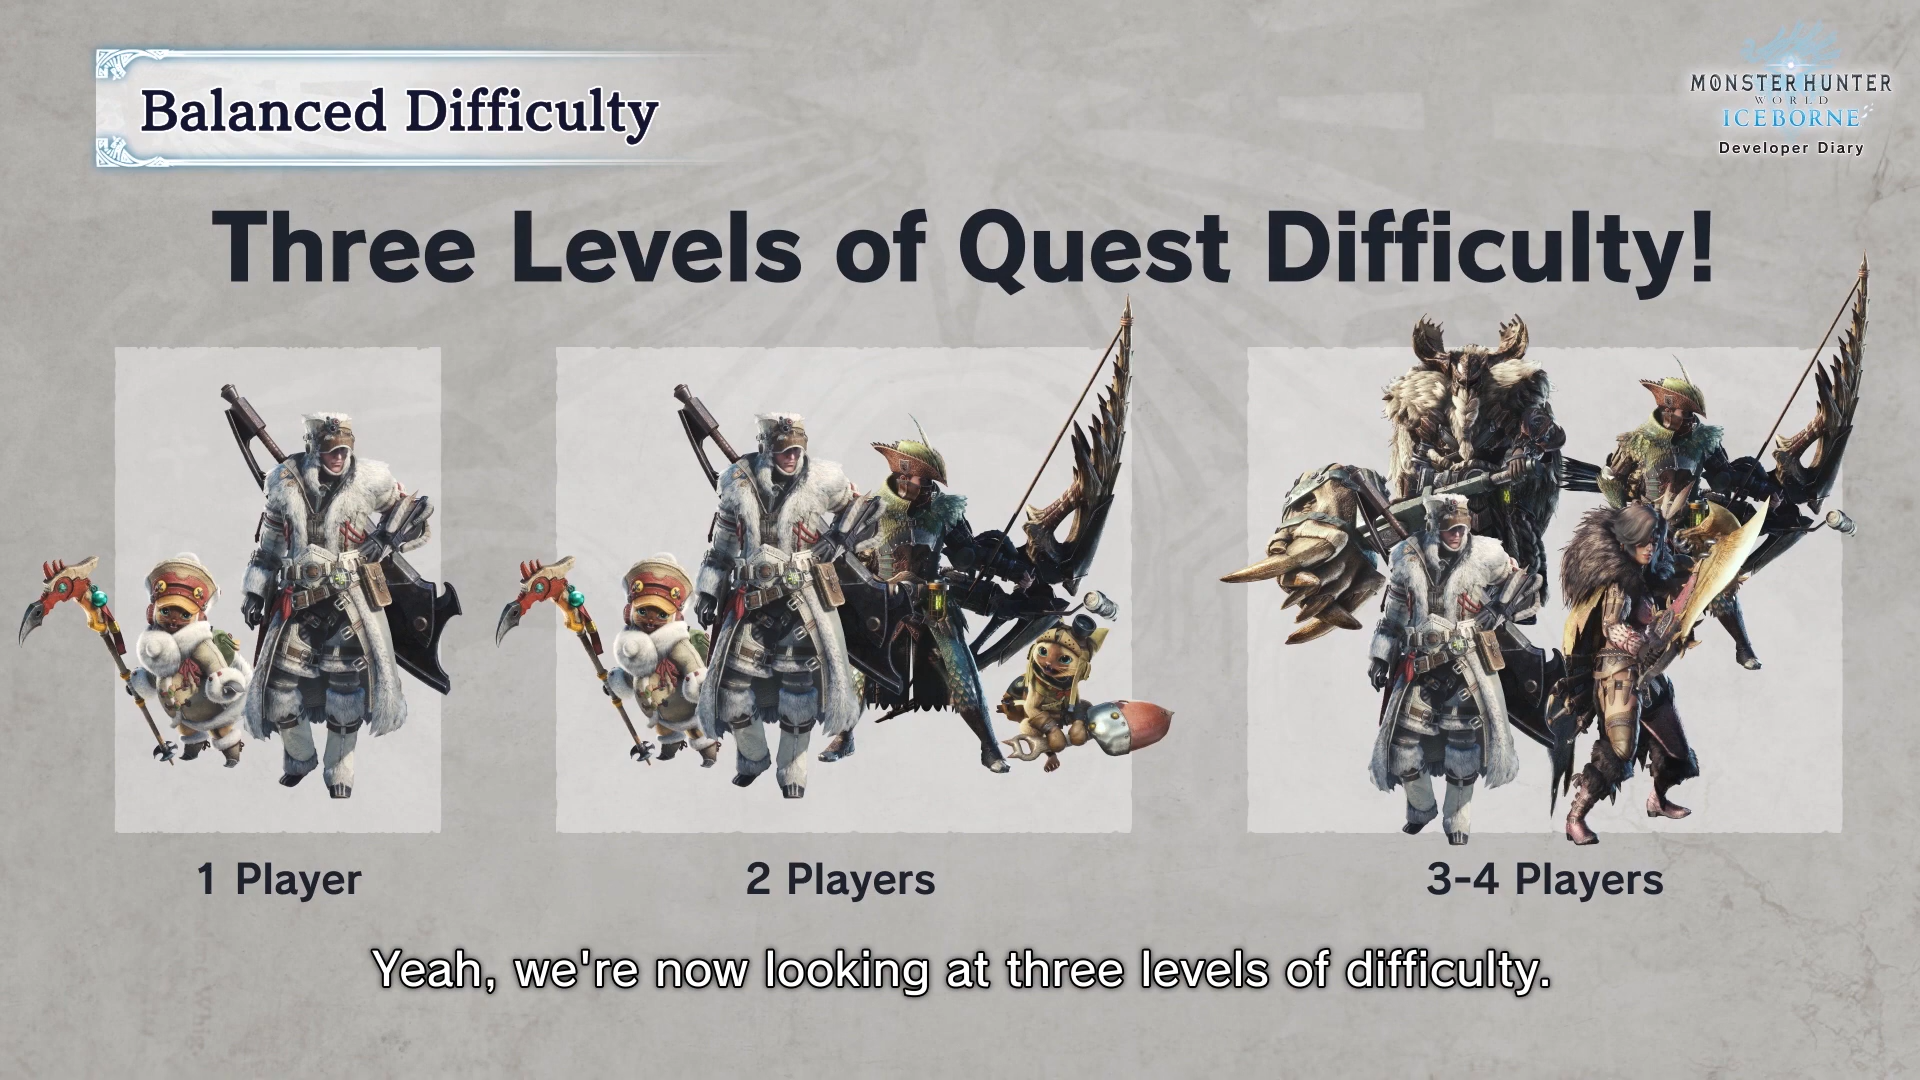 Balanced Difficulty
MONSTER HUNTER
WORLD
ICEBORNE
Developer Diary
Three Levels of Quest Difficulty!
1 Player
2 Players
3-4 Players
Yeah, we're now looking at three levels of difficulty.